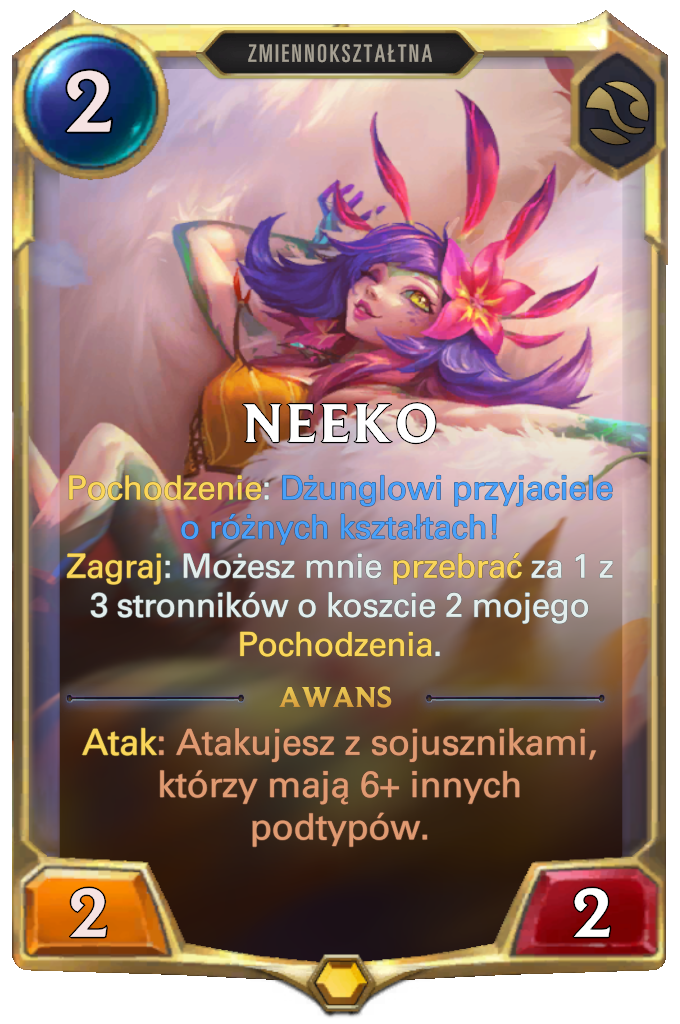 2
ZMIENNOKSZTAŁTNA
NEEKO
Pochodzenie: Dżunglowi przyjaciele
o różnych kształtach!
Zagraj: Możesz mnie przebrać za 1 z
3 stronników o koszcie 2 mojego
Pochodzenia.
AWANS
Atak: Atakujesz z sojusznikami,
którzy mają 6+ innych
podtypów.
2
2